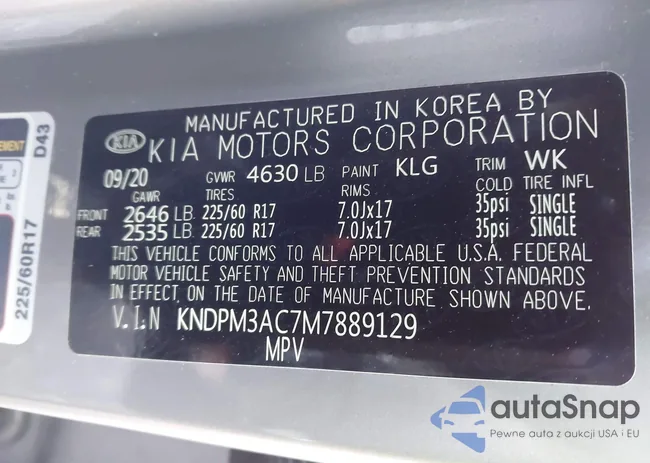 MANUFACTURED IN KOREA BY
KIA KIA MOTORS CORPORATION
09/20 GVWR 4630 LB PAINT KLG TRIM WK
GAWR TIRES RIMS COLD TIRE INFL
FRONT 2646 LB 225/60 R17 7.0Jx17 35psi SINGLE
REAR 2535 LB 225/60 R17 7.0Jx17 35psi SINGLE
THIS VEHICLE CONFORMS TO ALL APPLICABLE U.S.A. FEDERAL
MOTOR VEHICLE SAFETY AND THEFT PREVENTION STANDARDS
IN EFFECT ON THE DATE OF MANUFACTURE SHOWN ABOVE.
V.I.N KNDPM3AC7M7889129
MPV
D43
225/60R17
autaSnap
Pewne auta z aukcji USA i EU